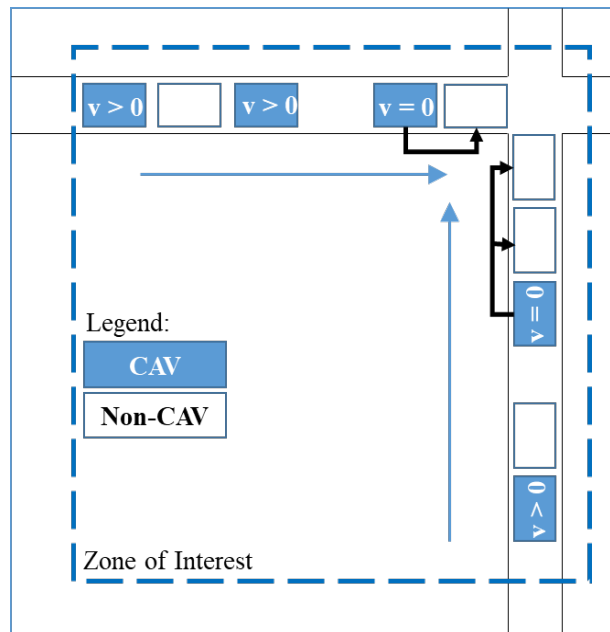 v > 0
v > 0
v = 0
v = 0
Legend:
CAV
Non-CAV
v > 0
Zone of Interest